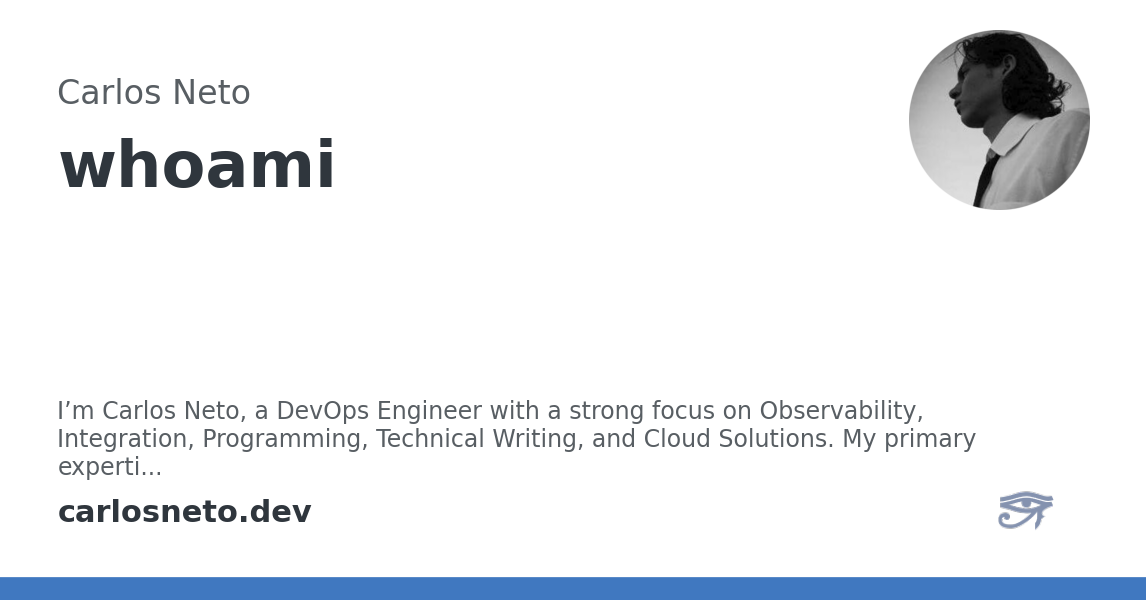 Carlos Neto
whoami
I’m Carlos Neto, a DevOps Engineer with a strong focus on Observability,
Integration, Programming, Technical Writing, and Cloud Solutions. My primary
experti...
carlosneto.dev